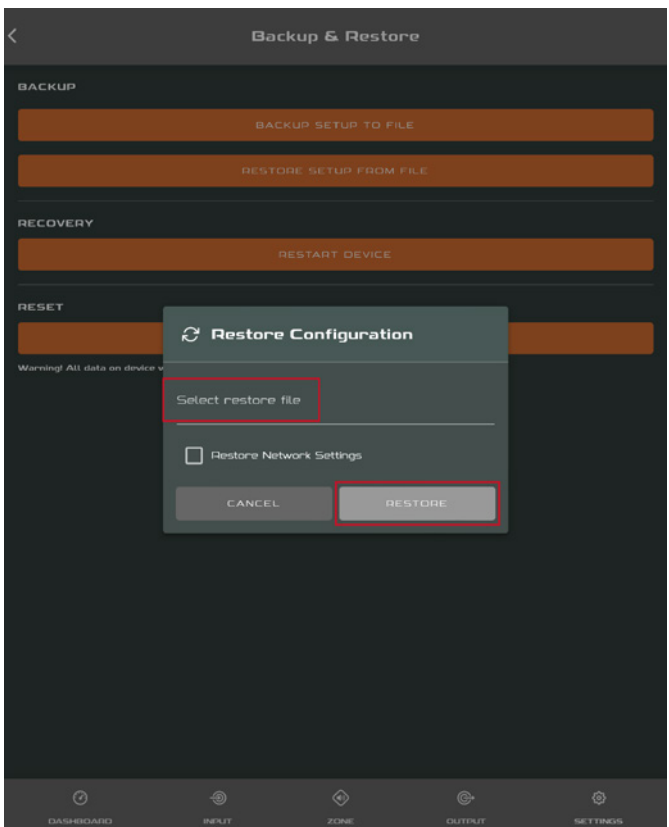 Backup & Restore
BACKUP
BACKUP SETUP TO FILE
RESTORE SETUP FROM FILE
RECOVERY
RESTART DEVICE
RESET
Warning! All data on device
Restore Configuration
Select restore file
Restore Network Settings
CANCEL RESTORE
DASHBOARD INPUT ZONE OUTPUT SETTINGS